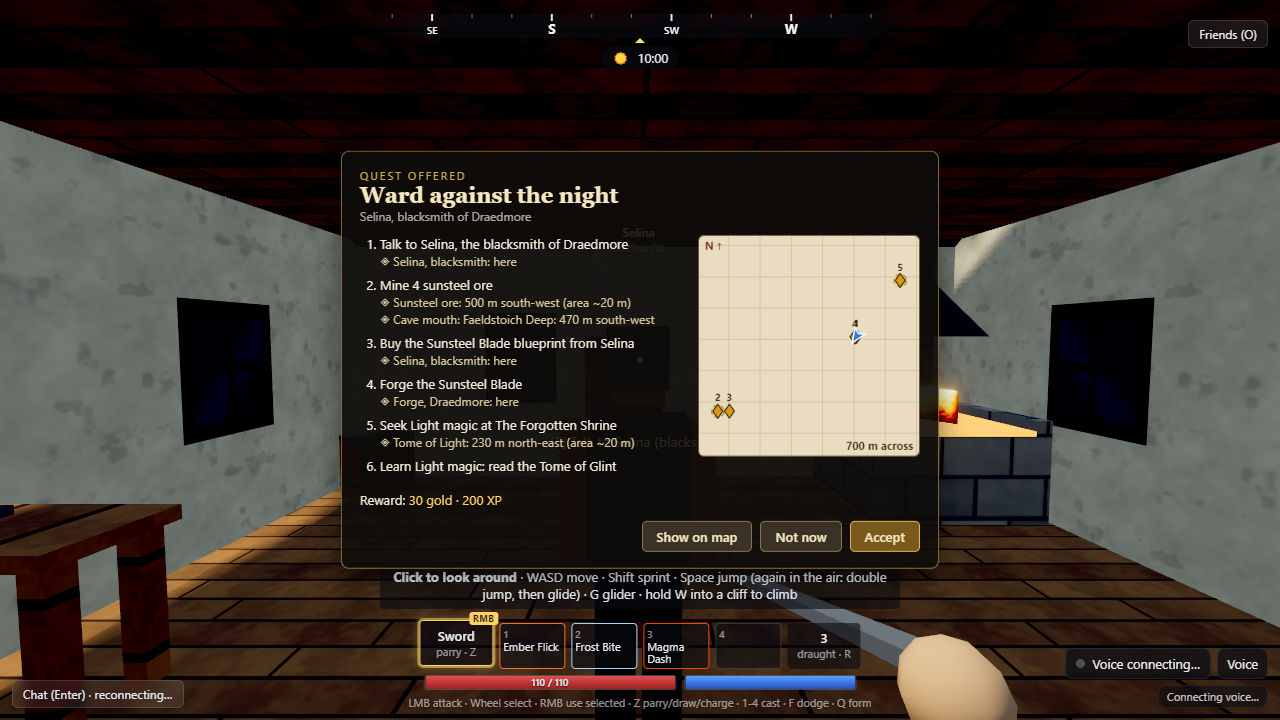 SE S SW W
10:00
Friends (O)
QUEST OFFERED
Ward against the night
Selina, blacksmith of Draedmore
1. Talk to Selina, the blacksmith of Draedmore
Selina, blacksmith: here
2. Mine 4 sunsteel ore
Sunsteel ore: 500 m south-west (area ~20 m)
Cave mouth: Faeldstoich Deep: 470 m south-west
3. Buy the Sunsteel Blade blueprint from Selina
Selina, blacksmith: here
4. Forge the Sunsteel Blade
Forge, Draedmore: here
5. Seek Light magic at The Forgotten Shrine
Tome of Light: 230 m north-east (area ~20 m)
6. Learn Light magic: read the Tome of Glint
Reward: 30 gold · 200 XP
N ↑
5
4
2 3
700 m across
Selina
Show on map
Not now
Accept
Click to look around · WASD move · Shift sprint · Space jump (again in the air: double
jump, then glide) · G glider · hold W into a cliff to climb
RMB
Sword
parry · Z
1
Ember Flick
2
Frost Bite
3
Magma
Dash
4
3
draught · R
110 / 110
LMB attack · Wheel select · RMB use selected · Z parry/draw/charge · 1-4 cast · F dodge · Q form
Chat (Enter) · reconnecting...
Voice connecting...
Voice
Connecting voice...